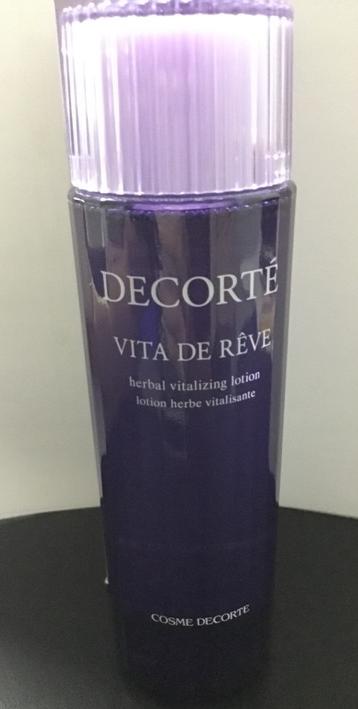 DECORTÉ
VITA DE RÊVE
herbal vitalizing lotion
lotion herbe vitalisante
COSME DECORTE